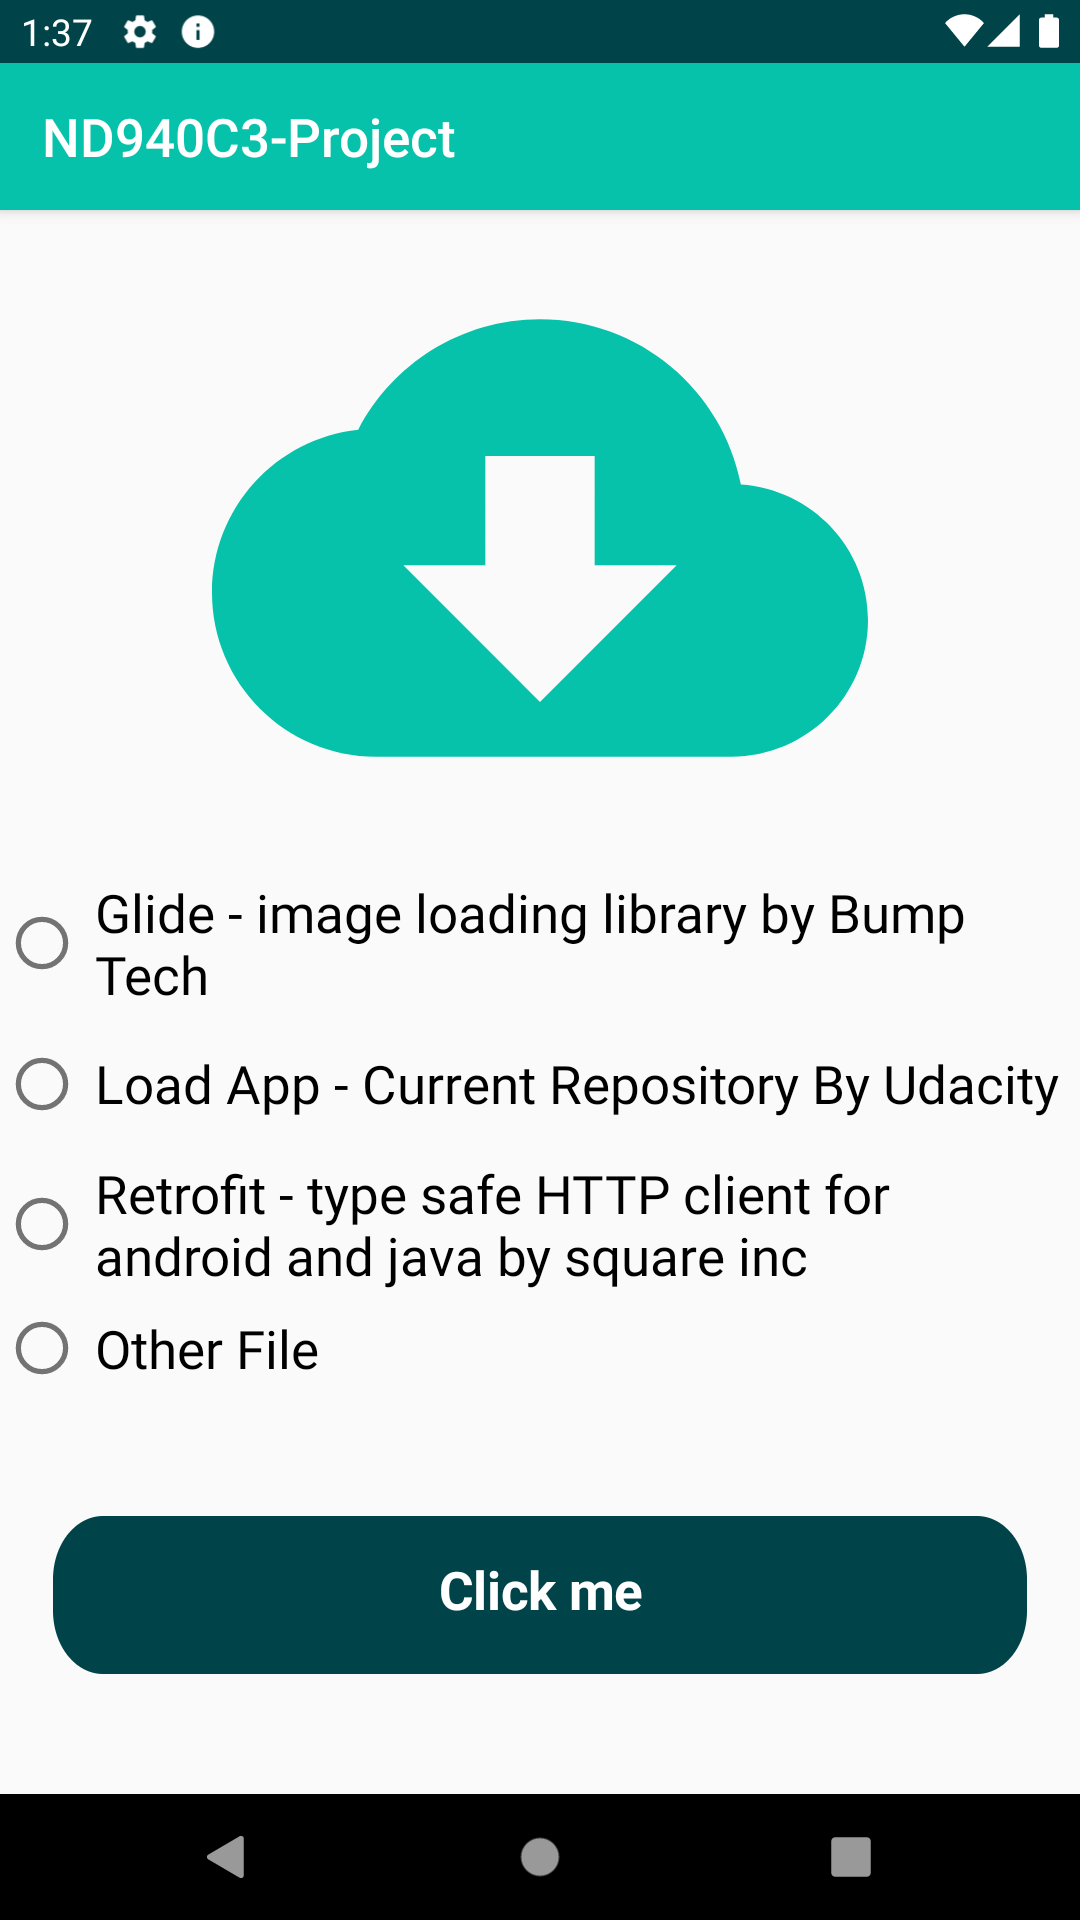 1:37
ND940C3-Project
Glide - image loading library by Bump
Tech
Load App - Current Repository By Udacity
Retrofit - type safe HTTP client for
android and java by square inc
Other File
Click me